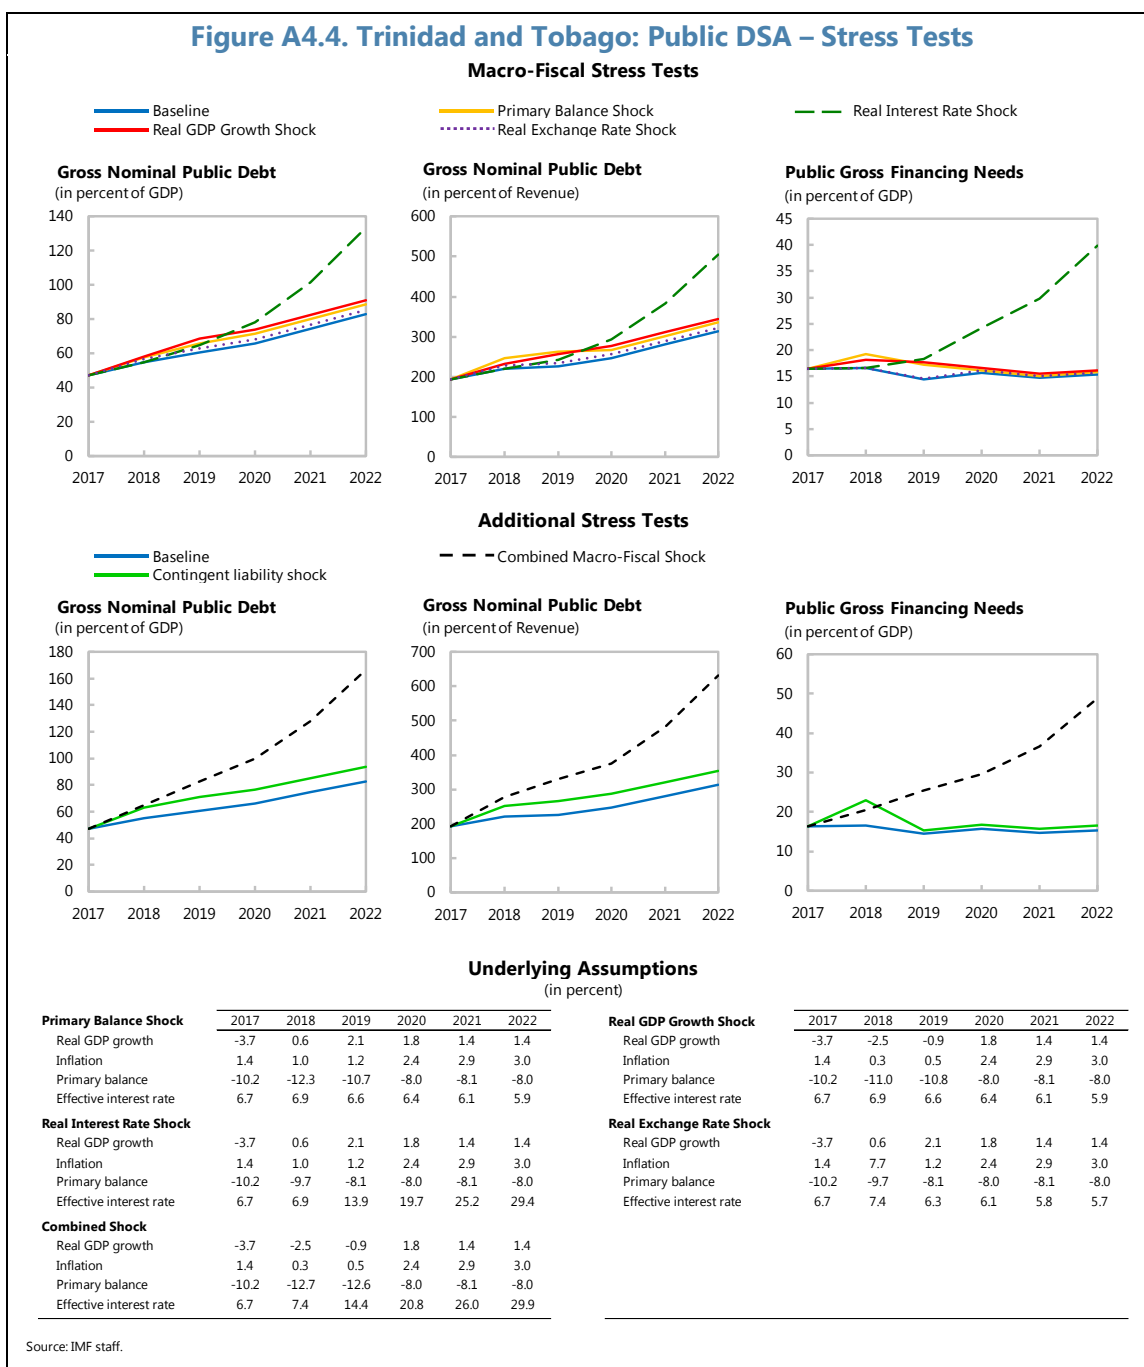 Figure A4.4. Trinidad and Tobago: Public DSA – Stress Tests
Macro-Fiscal Stress Tests
Baseline
Primary Balance Shock
Real Interest Rate Shock
Real GDP Growth Shock
Real Exchange Rate Shock
Gross Nominal Public Debt
(in percent of GDP)
140
120
100
80
60
40
20
0
2017 2018 2019 2020 2021 2022
Gross Nominal Public Debt
(in percent of Revenue)
600
500
400
300
200
100
0
2017 2018 2019 2020 2021 2022
Public Gross Financing Needs
(in percent of GDP)
45
40
35
30
25
20
15
10
5
0
2017 2018 2019 2020 2021 2022
Additional Stress Tests
Baseline
Combined Macro-Fiscal Shock
Contingent liability shock
Gross Nominal Public Debt
(in percent of GDP)
180
160
140
120
100
80
60
40
20
0
2017 2018 2019 2020 2021 2022
Gross Nominal Public Debt
(in percent of Revenue)
700
600
500
400
300
200
100
0
2017 2018 2019 2020 2021 2022
Public Gross Financing Needs
(in percent of GDP)
60
50
40
30
20
10
0
2017 2018 2019 2020 2021 2022
Underlying Assumptions
(in percent)
Primary Balance Shock 2017 2018 2019 2020 2021 2022
Real GDP growth -3.7 0.6 2.1 1.8 1.4 1.4
Inflation 1.4 1.0 1.2 2.4 2.9 3.0
Primary balance -10.2 -12.3 -10.7 -8.0 -8.1 -8.0
Effective interest rate 6.7 6.9 6.6 6.4 6.1 5.9
Real Interest Rate Shock
Real GDP growth -3.7 0.6 2.1 1.8 1.4 1.4
Inflation 1.4 1.0 1.2 2.4 2.9 3.0
Primary balance -10.2 -9.7 -8.1 -8.0 -8.1 -8.0
Effective interest rate 6.7 6.9 13.9 19.7 25.2 29.4
Combined Shock
Real GDP growth -3.7 -2.5 -0.9 1.8 1.4 1.4
Inflation 1.4 0.3 0.5 2.4 2.9 3.0
Primary balance -10.2 -12.7 -12.6 -8.0 -8.1 -8.0
Effective interest rate 6.7 7.4 14.4 20.8 26.0 29.9
Real GDP Growth Shock 2017 2018 2019 2020 2021 2022
Real GDP growth -3.7 -2.5 -0.9 1.8 1.4 1.4
Inflation 1.4 0.3 0.5 2.4 2.9 3.0
Primary balance -10.2 -11.0 -10.8 -8.0 -8.1 -8.0
Effective interest rate 6.7 6.9 6.6 6.4 6.1 5.9
Real Exchange Rate Shock
Real GDP growth -3.7 0.6 2.1 1.8 1.4 1.4
Inflation 1.4 7.7 1.2 2.4 2.9 3.0
Primary balance -10.2 -9.7 -8.1 -8.0 -8.1 -8.0
Effective interest rate 6.7 7.4 6.3 6.1 5.8 5.7
Source: IMF staff.